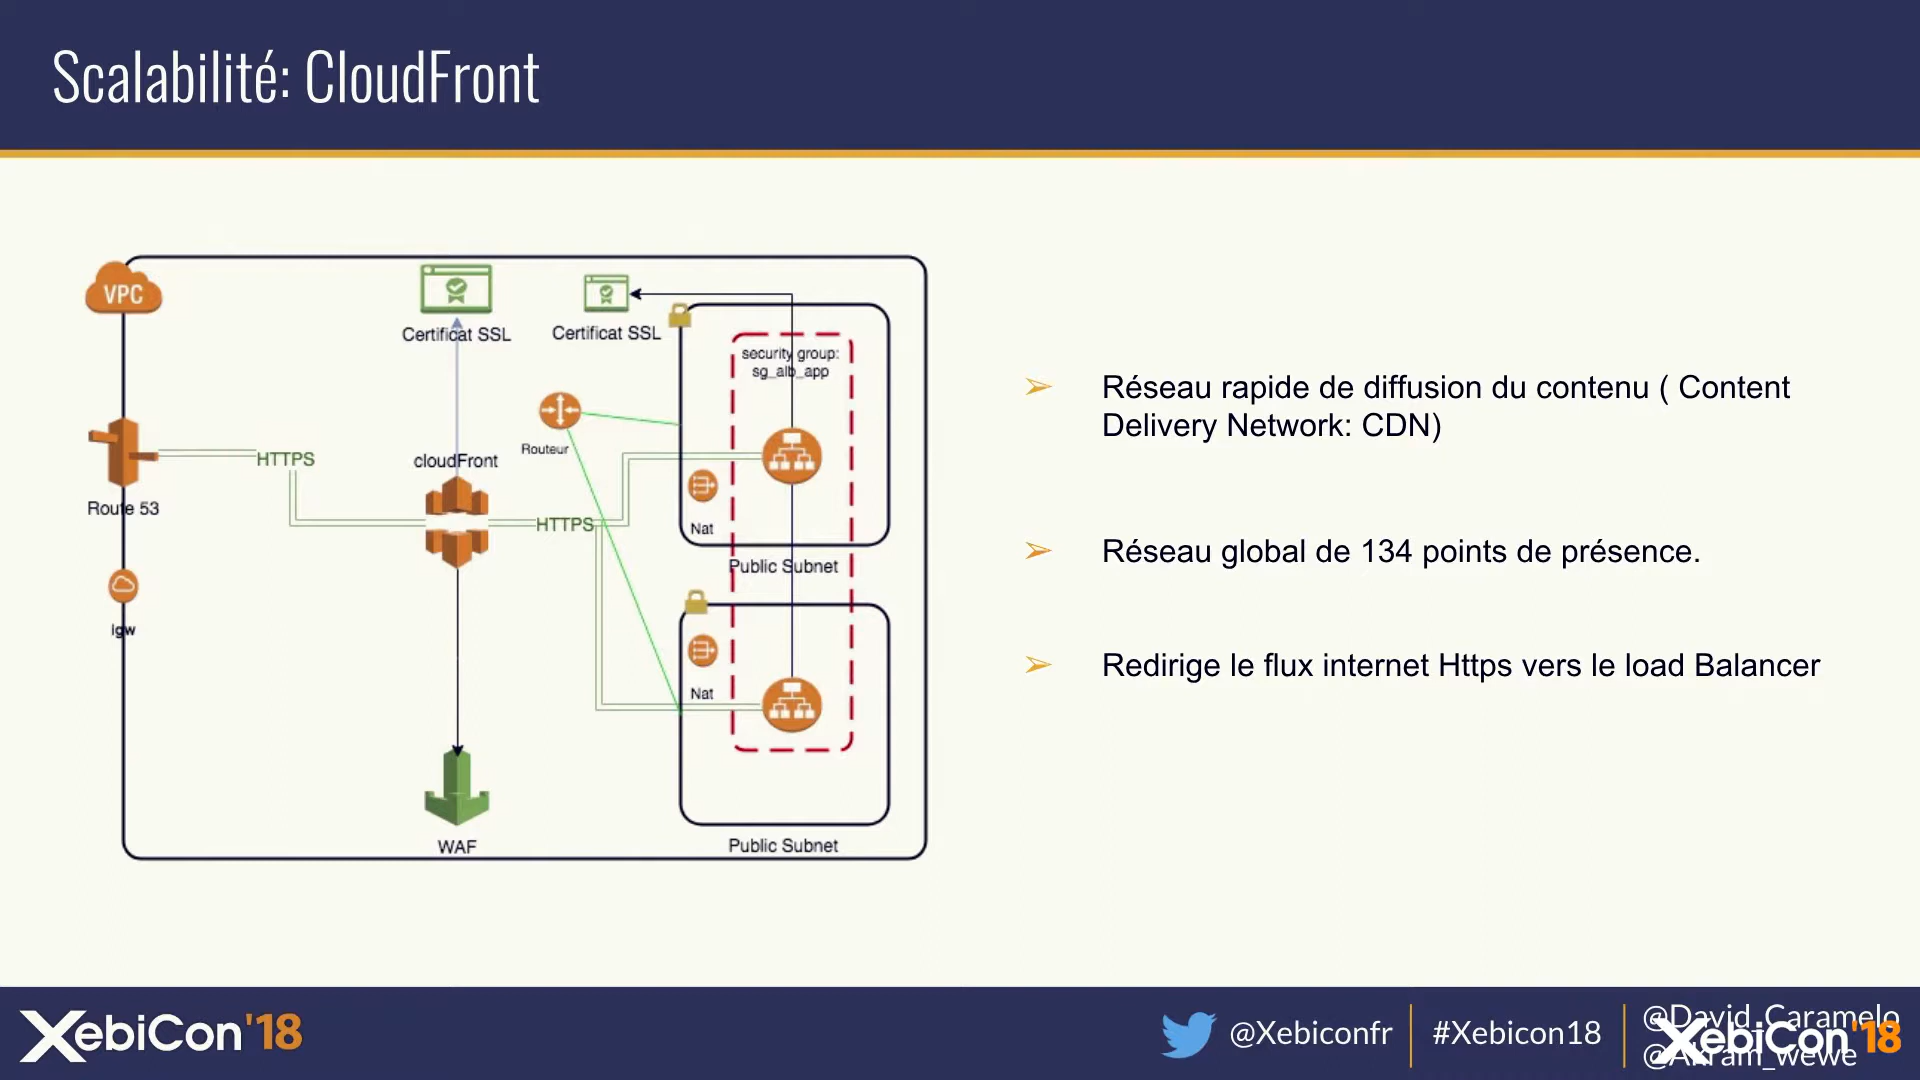 Scalabilité: CloudFront
VPC
Certificat SSL
Certificat SSL
security group:
sg_alb_app
Routeur
HTTPS
cloudFront
Route 53
HTTPS
Nat
Public Subnet
igw
Nat
WAF
Public Subnet
➢ Réseau rapide de diffusion du contenu ( Content
Delivery Network: CDN)
➢ Réseau global de 134 points de présence.
➢ Redirige le flux internet Https vers le load Balancer
XebiCon'18
@Xebiconfr
#Xebicon18
@David_Caramelo
@Akram_wewe
XebiCon'18